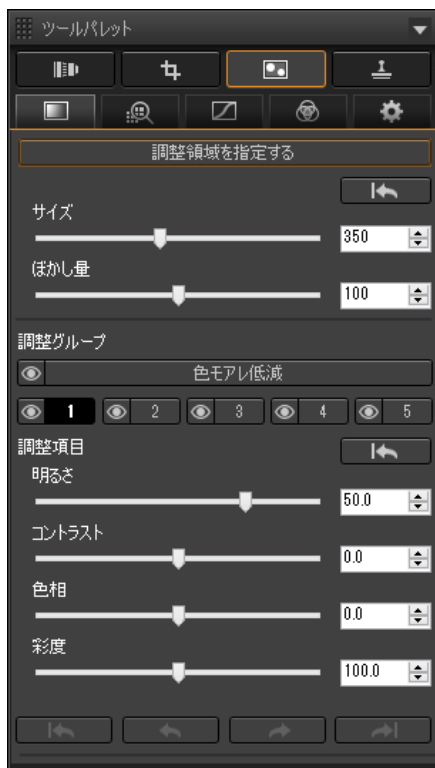 ツールパレット
調整領域を指定する
サイズ
350
ぼかし量
100
調整グループ
色モアレ低減
1 2 3 4 5
調整項目
明るさ
50.0
コントラスト
0.0
色相
0.0
彩度
100.0